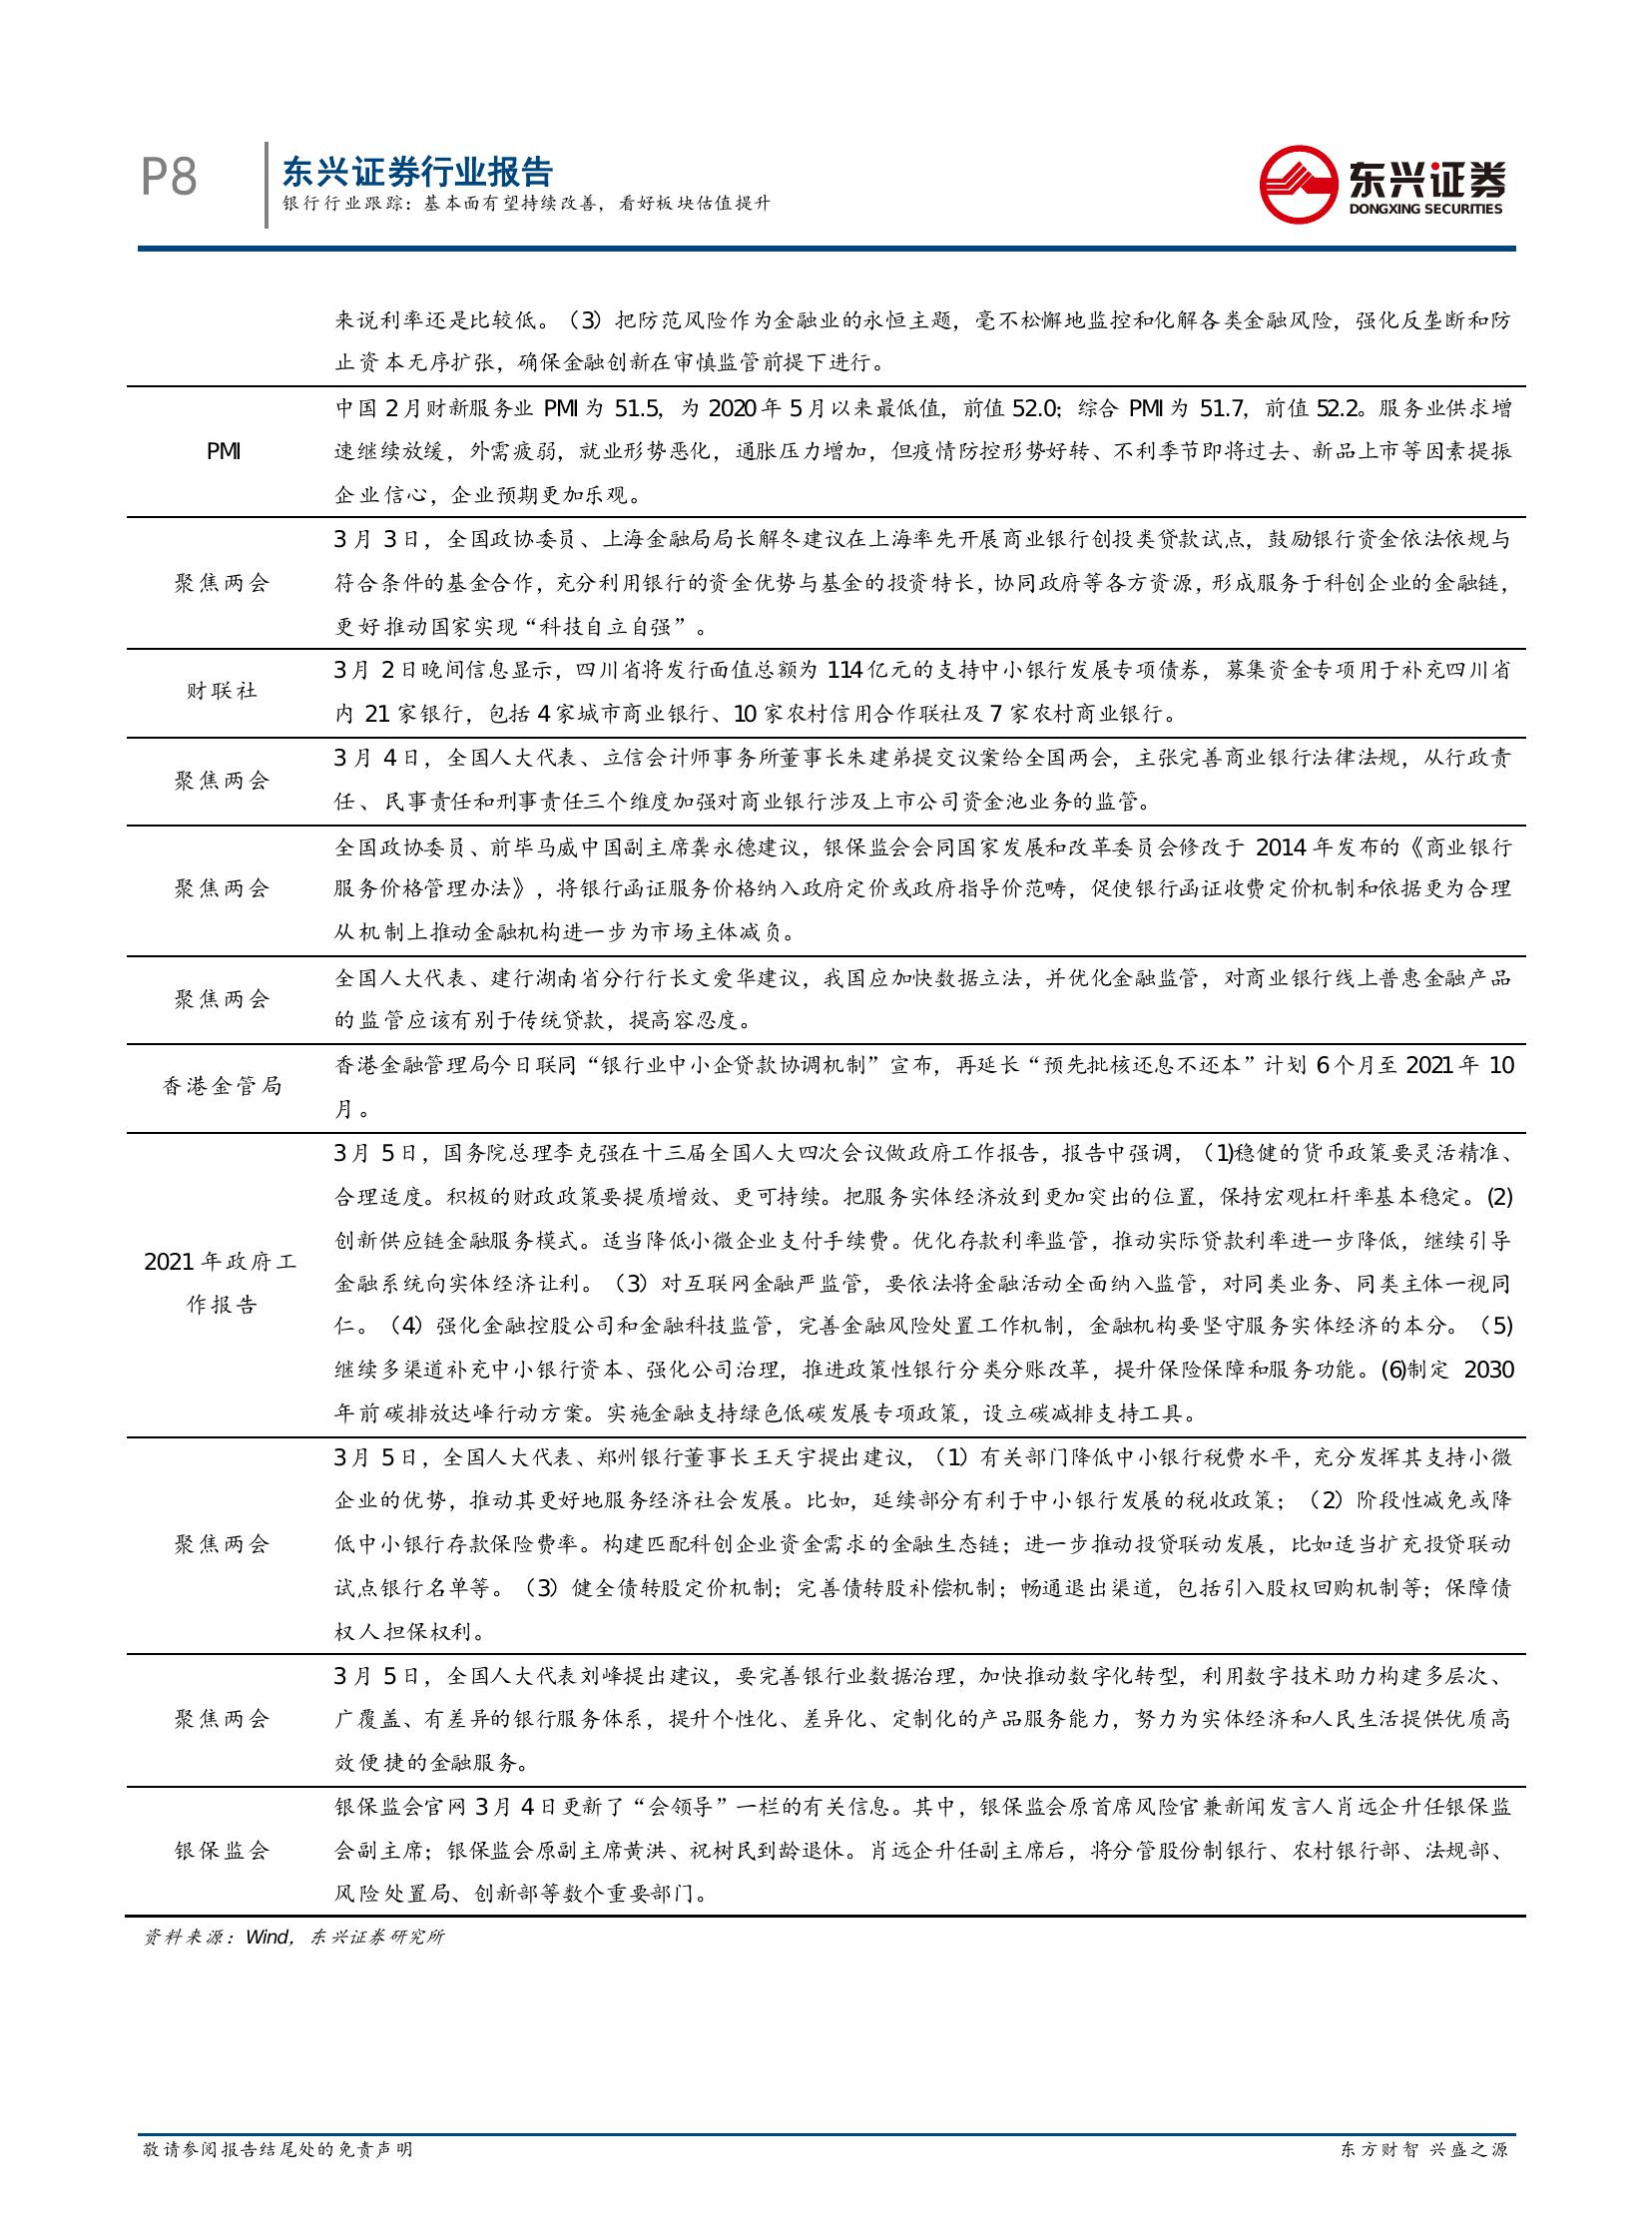 P8
东兴证券行业报告
银行行业跟踪：基本面有望持续改善，看好板块估值提升
东兴证券
DONGXING SECURITIES
来说利率还是比较低。（3）把防范风险作为金融业的永恒主题，毫不松懈地监控和化解各类金融风险，强化反垄断和防
止资本无序扩张，确保金融创新在审慎监管前提下进行。
PMI
中国 2 月财新服务业 PMI 为 51.5，为 2020 年 5 月以来最低值，前值 52.0；综合 PMI 为 51.7，前值 52.2。服务业供求增
速继续放缓，外需疲弱，就业形势恶化，通胀压力增加，但疫情防控形势好转、不利季节即将过去、新品上市等因素提振
企业信心，企业预期更加乐观。
聚焦两会
3 月 3 日，全国政协委员、上海金融局局长解冬建议在上海率先开展商业银行创投类贷款试点，鼓励银行资金依法依规与
符合条件的基金合作，充分利用银行的资金优势与基金的投资特长，协同政府等各方资源，形成服务于科创企业的金融链，
更好推动国家实现“科技自立自强”。
财联社
3 月 2 日晚间信息显示，四川省将发行面值总额为 114 亿元的支持中小银行发展专项债券，募集资金专项用于补充四川省
内 21 家银行，包括 4 家城市商业银行、10 家农村信用合作联社及 7 家农村商业银行。
聚焦两会
3 月 4 日，全国人大代表、立信会计师事务所董事长朱建弟提交议案给全国两会，主张完善商业银行法律法规，从行政责
任、民事责任和刑事责任三个维度加强对商业银行涉及上市公司资金池业务的监管。
聚焦两会
全国政协委员、前毕马威中国副主席龚永德建议，银保监会会同国家发展和改革委员会修改于 2014 年发布的《商业银行
服务价格管理办法》，将银行函证服务价格纳入政府定价或政府指导价范畴，促使银行函证收费定价机制和依据更为合理
从机制上推动金融机构进一步为市场主体减负。
聚焦两会
全国人大代表、建行湖南省分行行长文爱华建议，我国应加快数据立法，并优化金融监管，对商业银行线上普惠金融产品
的监管应该有别于传统贷款，提高容忍度。
香港金管局
香港金融管理局今日联同“银行业中小企贷款协调机制”宣布，再延长“预先批核还息不还本”计划 6 个月至 2021 年 10
月。
2021 年政府工
作报告
3 月 5 日，国务院总理李克强在十三届全国人大四次会议做政府工作报告，报告中强调，（1)稳健的货币政策要灵活精准、
合理适度。积极的财政政策要提质增效、更可持续。把服务实体经济放到更加突出的位置，保持宏观杠杆率基本稳定。(2)
创新供应链金融服务模式。适当降低小微企业支付手续费。优化存款利率监管，推动实际贷款利率进一步降低，继续引导
金融系统向实体经济让利。（3）对互联网金融严监管，要依法将金融活动全面纳入监管，对同类业务、同类主体一视同
仁。（4）强化金融控股公司和金融科技监管，完善金融风险处置工作机制，金融机构要坚守服务实体经济的本分。（5)
继续多渠道补充中小银行资本、强化公司治理，推进政策性银行分类分账改革，提升保险保障和服务功能。(6)制定 2030
年前碳排放达峰行动方案。实施金融支持绿色低碳发展专项政策，设立碳减排支持工具。
聚焦两会
3 月 5 日，全国人大代表、郑州银行董事长王天宇提出建议，（1）有关部门降低中小银行税费水平，充分发挥其支持小微
企业的优势，推动其更好地服务经济社会发展。比如，延续部分有利于中小银行发展的税收政策；（2）阶段性减免或降
低中小银行存款保险费率。构建匹配科创企业资金需求的金融生态链；进一步推动投贷联动发展，比如适当扩充投贷联动
试点银行名单等。（3）健全债转股定价机制；完善债转股补偿机制；畅通退出渠道，包括引入股权回购机制等；保障债
权人担保权利。
聚焦两会
3 月 5 日，全国人大代表刘峰提出建议，要完善银行业数据治理，加快推动数字化转型，利用数字技术助力构建多层次、
广覆盖、有差异的银行服务体系，提升个性化、差异化、定制化的产品服务能力，努力为实体经济和人民生活提供优质高
效便捷的金融服务。
银保监会
银保监会官网 3 月 4 日更新了“会领导”一栏的有关信息。其中，银保监会原首席风险官兼新闻发言人肖远企升任银保监
会副主席；银保监会原副主席黄洪、祝树民到龄退休。肖远企升任副主席后，将分管股份制银行、农村银行部、法规部、
风险处置局、创新部等数个重要部门。
资料来源：Wind，东兴证券研究所
敬请参阅报告结尾处的免责声明
东方财智 兴盛之源